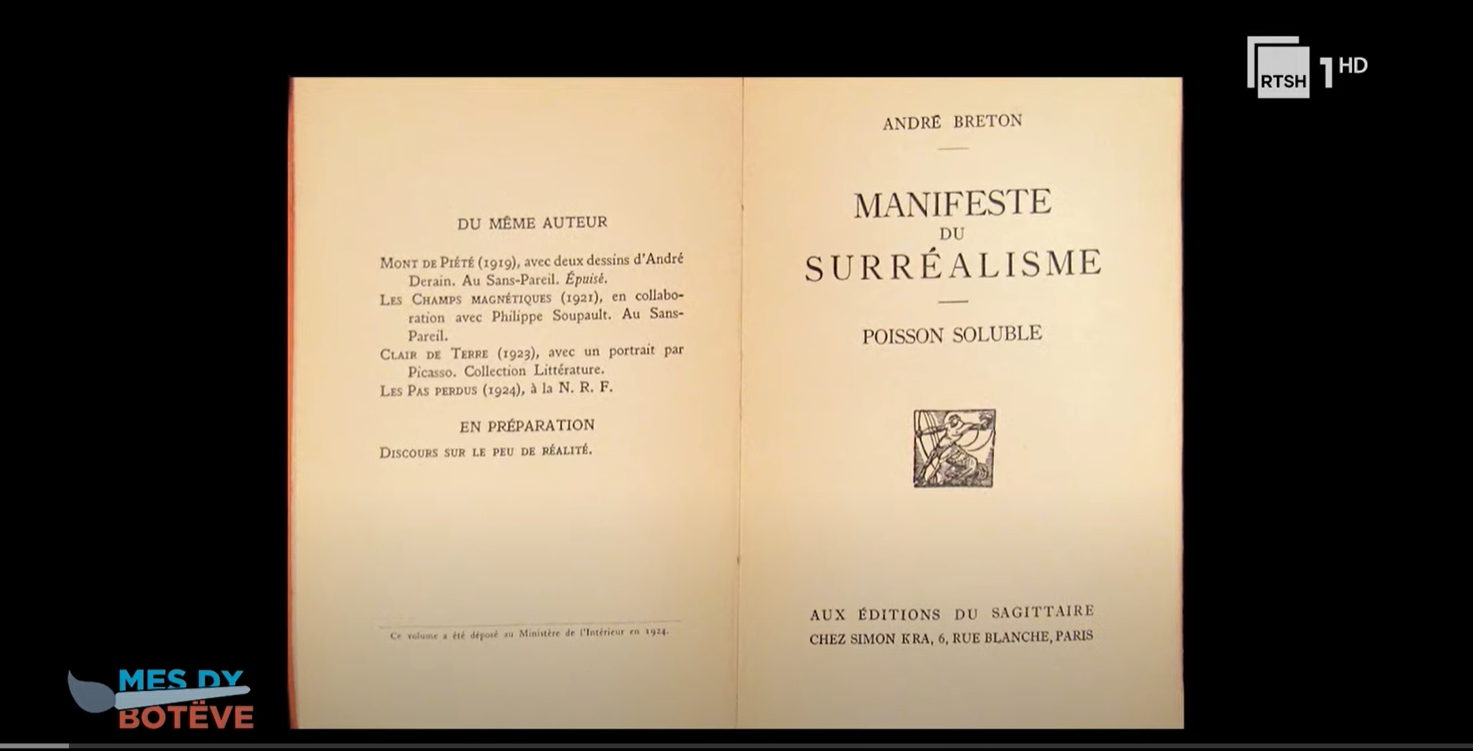 RTSH 1 HD
DU MÊME AUTEUR
MONT DE PIÉTÉ (1919), avec deux dessins d'André
Derain. Au Sans-Pareil. Épuisé.
LES CHAMPS MAGNÉTIQUES (1921), en collabo-
ration avec Philippe Soupault. Au Sans-
Pareil.
CLAIR DE TERRE (1923), avec un portrait par
Picasso. Collection Littérature.
LES PAS PERDUS (1924), à la N. R. F.
EN PRÉPARATION
DISCOURS SUR LE PEU DE RÉALITÉ.
Ce volume a été déposé au Ministère de l'Intérieur en 1924.
ANDRÉ BRETON
MANIFESTE
DU
SURRÉALISME
POISSON SOLUBLE
AUX ÉDITIONS DU SAGITTAIRE
CHEZ SIMON KRA, 6, RUE BLANCHE, PARIS
MES DY
BOTËVE